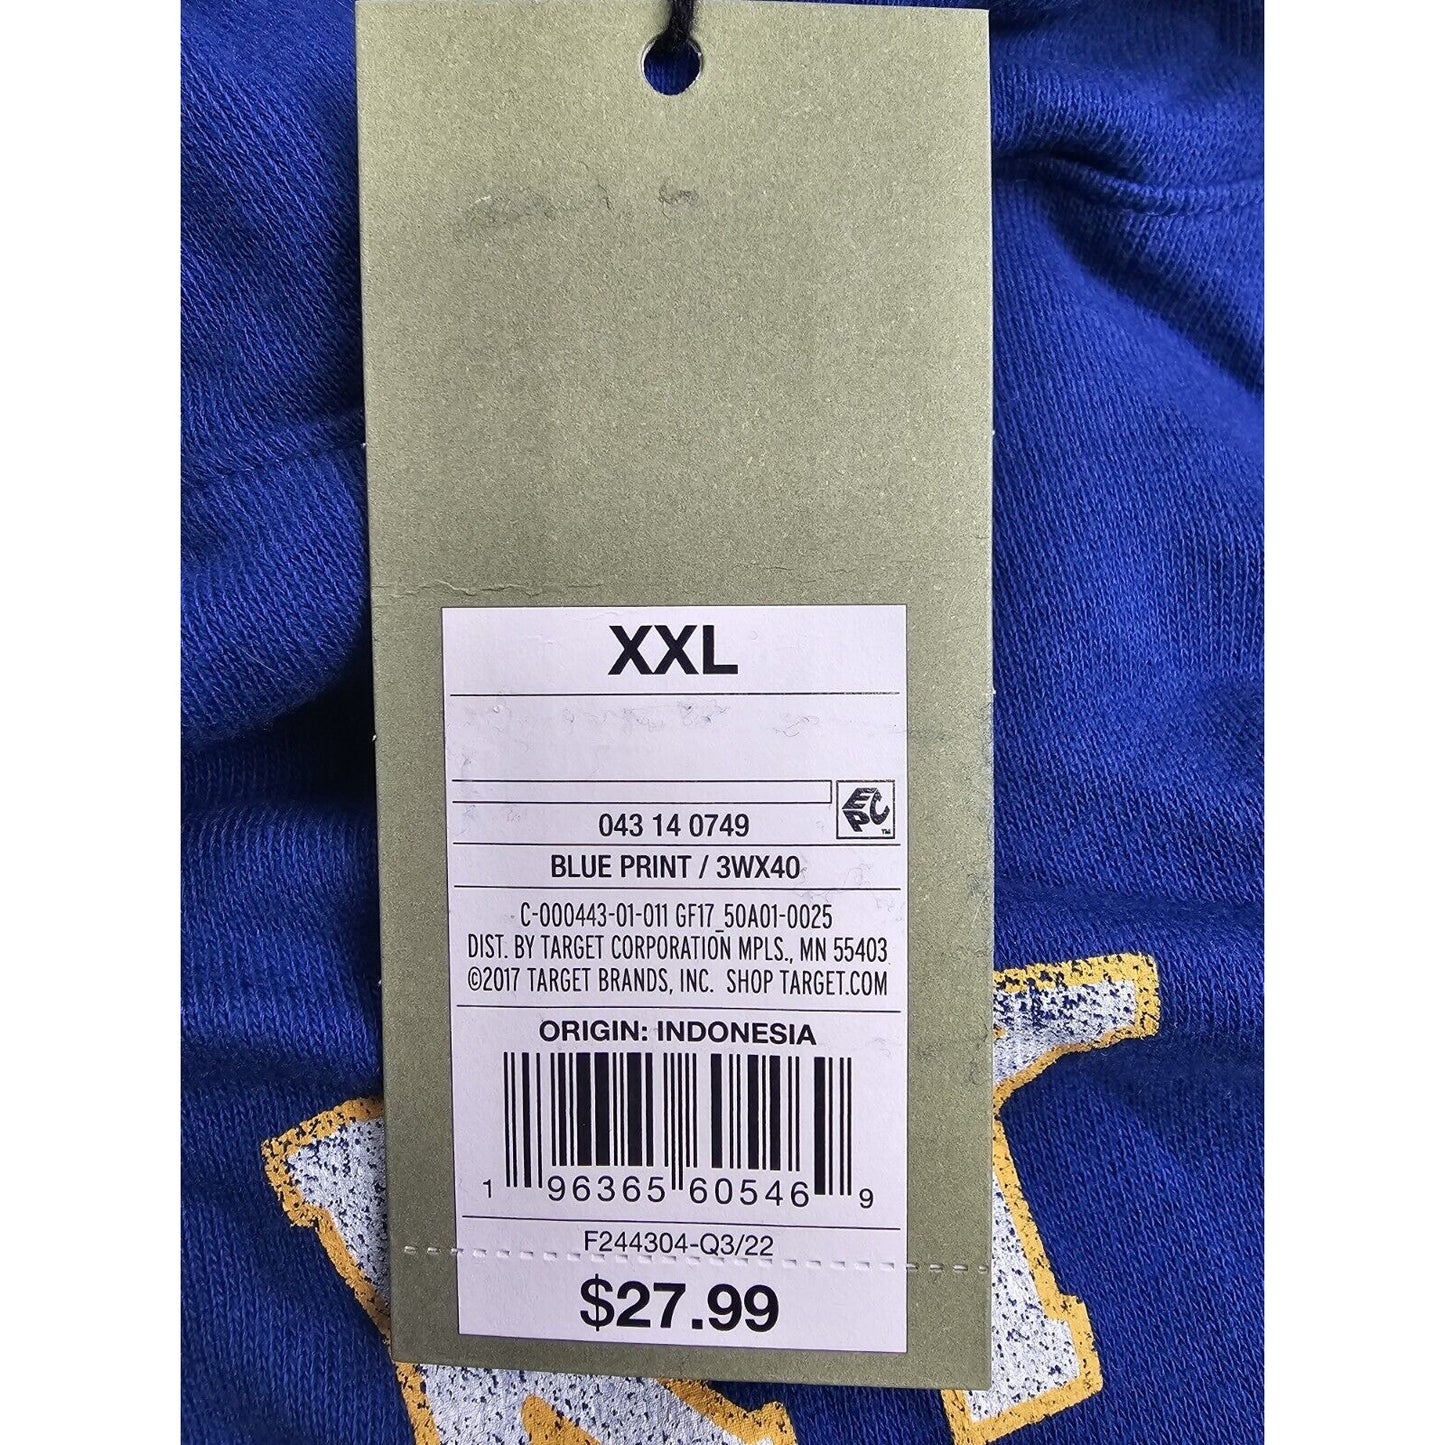 XXL
EPC™
043 14 0749
BLUE PRINT / 3WX40
C-000443-01-011 GF17_50A01-0025
DIST. BY TARGET CORPORATION MPLS., MN 55403
©2017 TARGET BRANDS, INC. SHOP TARGET.COM
ORIGIN: INDONESIA
1 96365 60546 9
F244304-Q3/22
$27.99